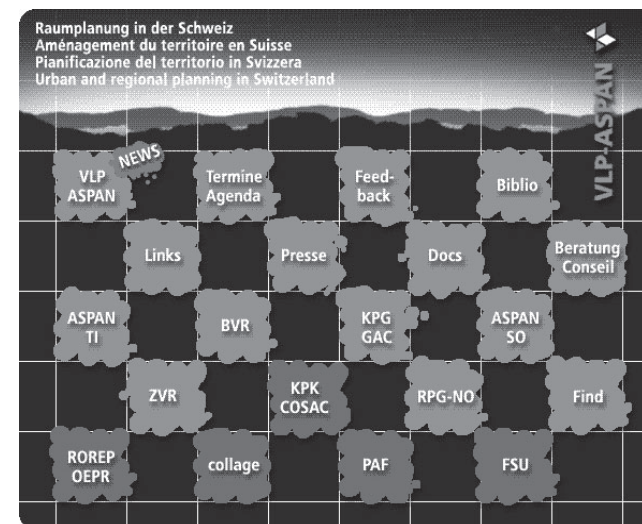 Raumplanung in der Schweiz
Aménagement du territoire en Suisse
Pianificazione del territorio in Svizzera
Urban and regional planning in Switzerland
VLP-ASPAN
VLP
ASPAN
NEWS
Termine
Agenda
Feed-
back
Biblio
Links
Presse
Docs
Beratung
Conseil
ASPAN
TI
BVR
KPG
GAC
ASPAN
SO
ZVR
KPK
COSAC
RPG-NO
Find
ROREP
OEPR
collage
PAF
FSU